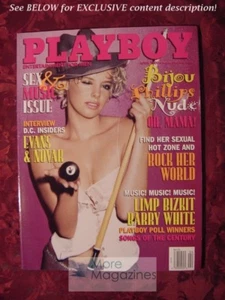 See BELOW for EXCLUSIVE content description!
PLAYBOY
SEX &
MUSIC
ISSUE
INTERVIEW
D.C. INSIDERS
EVANS
& NOVAK
Bijou
Phillips
Nude
OH, MAMA!
FIND HER SEXUAL
HOT ZONE AND
ROCK HER
WORLD
MUSIC! MUSIC! MUSIC!
LIMP BIZKIT
BARRY WHITE
PLAYBOY POLL WINNERS
SONGS OF THE CENTURY
8
More
Magazines